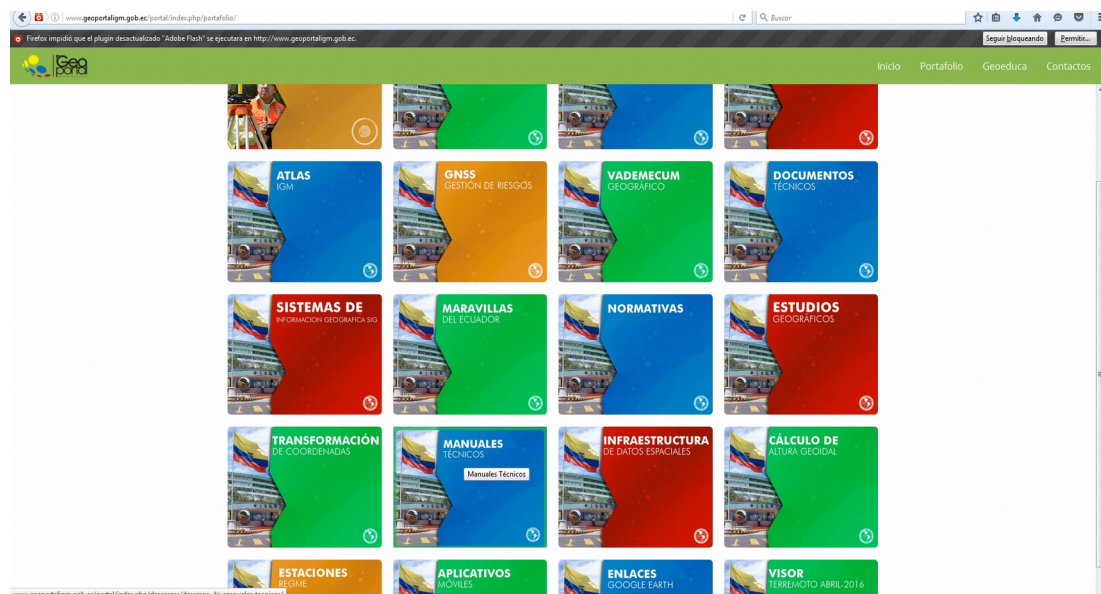 www.geoportaligm.gob.ec/portal/index.php/portafolio/
Buscar
Firefox impidió que el plugin desactualizado "Adobe Flash" se ejecutara en http://www.geoportaligm.gob.ec.
Seguir bloqueando
Permitir...
Geo
portal
Inicio
Portafolio
Geoeduca
Contactos
ATLAS
IGM
GNSS
GESTIÓN DE RIESGOS
VADEMECUM
GEOGRÁFICO
DOCUMENTOS
TÉCNICOS
SISTEMAS DE
INFORMACION GEOGRAFICA SIG
MARAVILLAS
DEL ECUADOR
NORMATIVAS
ESTUDIOS
GEOGRÁFICOS
TRANSFORMACIÓN
DE COORDENADAS
MANUALES
TÉCNICOS
Manuales Técnicos
INFRAESTRUCTURA
DE DATOS ESPACIALES
CÁLCULO DE
ALTURA GEOIDAL
ESTACIONES
REGME
APLICATIVOS
MÓVILES
ENLACES
GOOGLE EARTH
VISOR
TERREMOTO ABRIL-2016